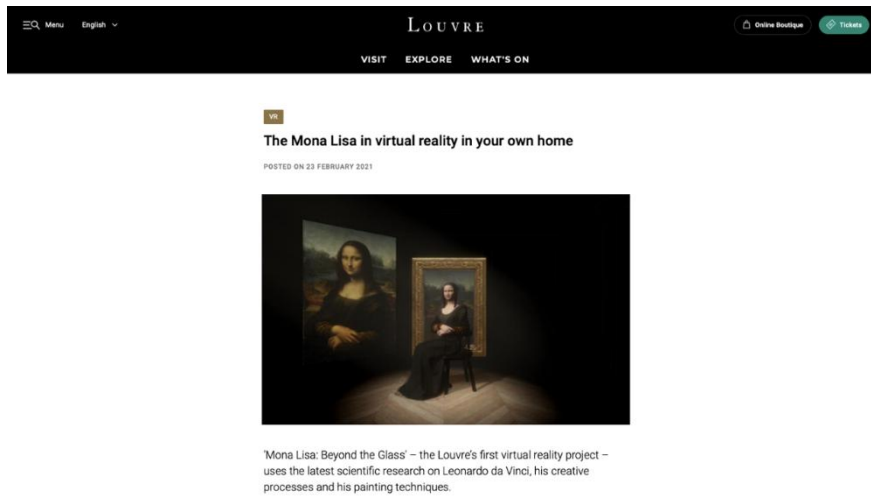 Menu English LOUVRE Online Boutique Tickets
VISIT EXPLORE WHAT'S ON
VR
The Mona Lisa in virtual reality in your own home
POSTED ON 23 FEBRUARY 2021
'Mona Lisa: Beyond the Glass' – the Louvre's first virtual reality project –
uses the latest scientific research on Leonardo da Vinci, his creative
processes and his painting techniques.